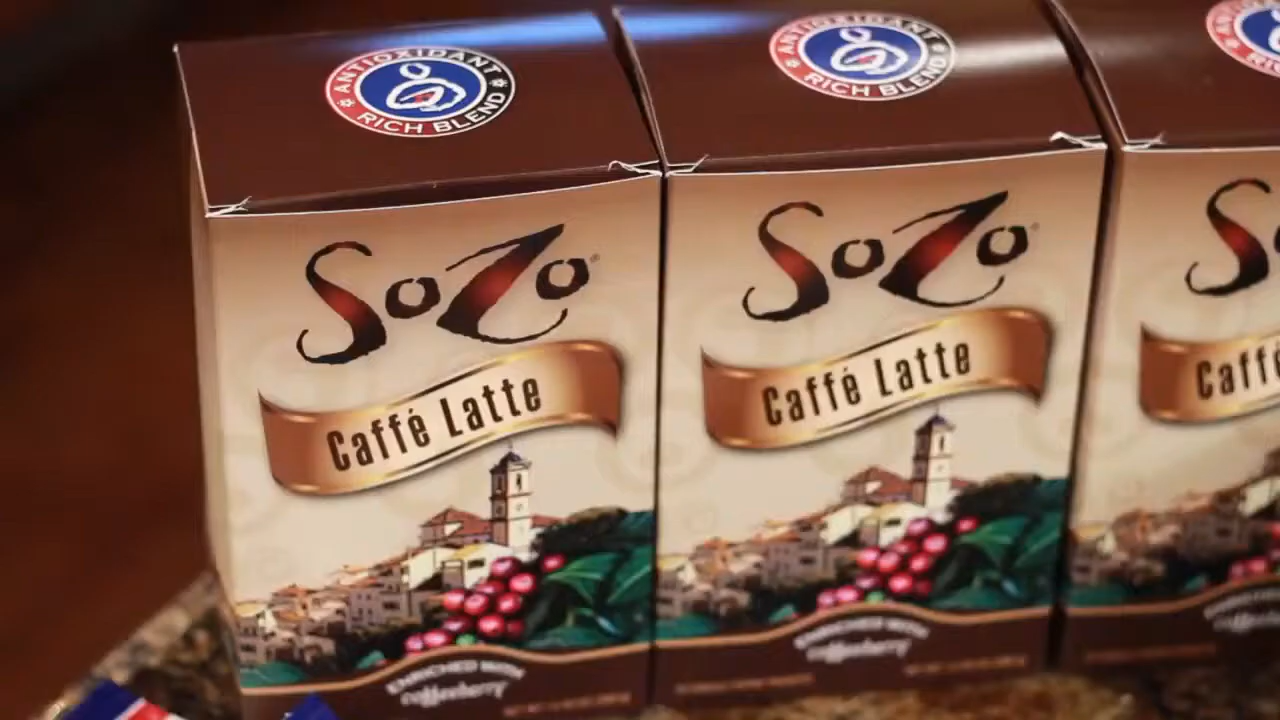 ANTIOXIDANT
RICH BLEND
SoZo®
Caffé Latte
ENRICHED WITH
coffeeberry
ANTIOXIDANT
RICH BLEND
SoZo®
Caffé Latte
ENRICHED WITH
coffeeberry